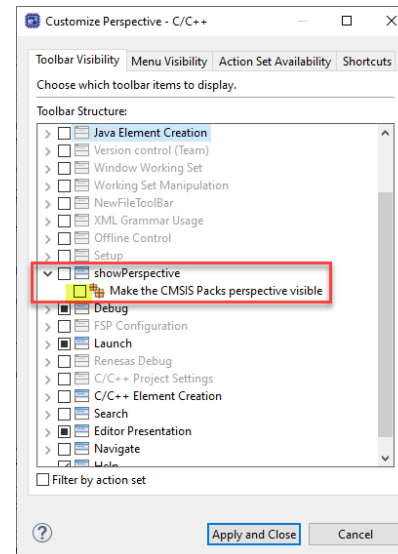 Customize Perspective - C/C++
Toolbar Visibility Menu Visibility Action Set Availability Shortcuts
Choose which toolbar items to display.
Toolbar Structure:
Java Element Creation
Version control (Team)
Window Working Set
Working Set Manipulation
NewFileToolBar
XML Grammar Usage
Offline Control
Setup
showPerspective
Make the CMSIS Packs perspective visible
Debug
FSP Configuration
Launch
Renesas Debug
C/C++ Project Settings
C/C++ Element Creation
Search
Editor Presentation
Navigate
Help
Filter by action set
? Apply and Close Cancel